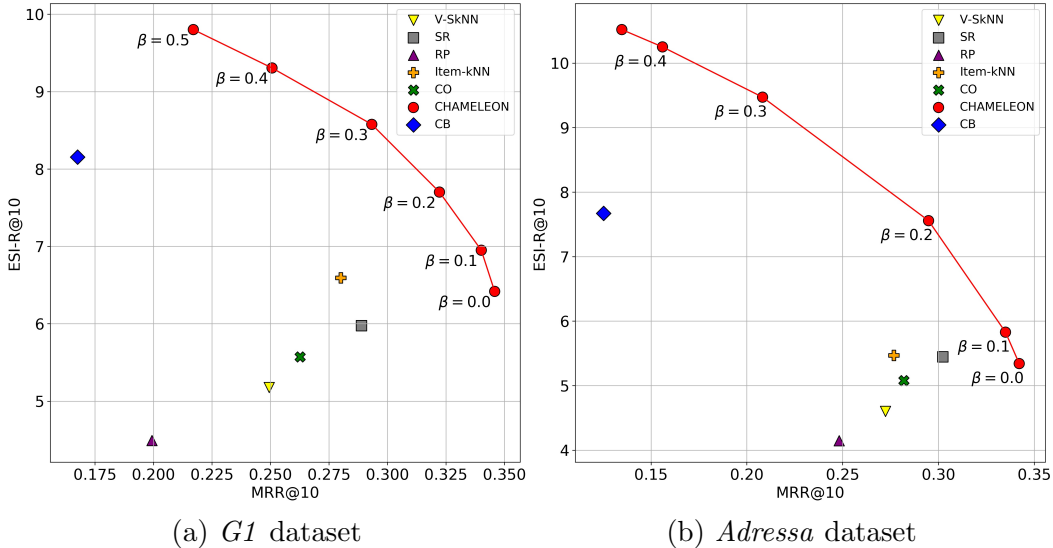 10
9
8
7
6
5
ESI-R@10
β = 0.5
β = 0.4
β = 0.3
β = 0.2
β = 0.1
β = 0.0
V-SkNN
SR
RP
Item-kNN
CO
CHAMELEON
CB
0.175 0.200 0.225 0.250 0.275 0.300 0.325 0.350
MRR@10
(a) G1 dataset
10
9
8
7
6
5
4
ESI-R@10
β = 0.4
β = 0.3
β = 0.2
β = 0.1
β = 0.0
V-SkNN
SR
RP
Item-kNN
CO
CHAMELEON
CB
0.15 0.20 0.25 0.30 0.35
MRR@10
(b) Adressa dataset